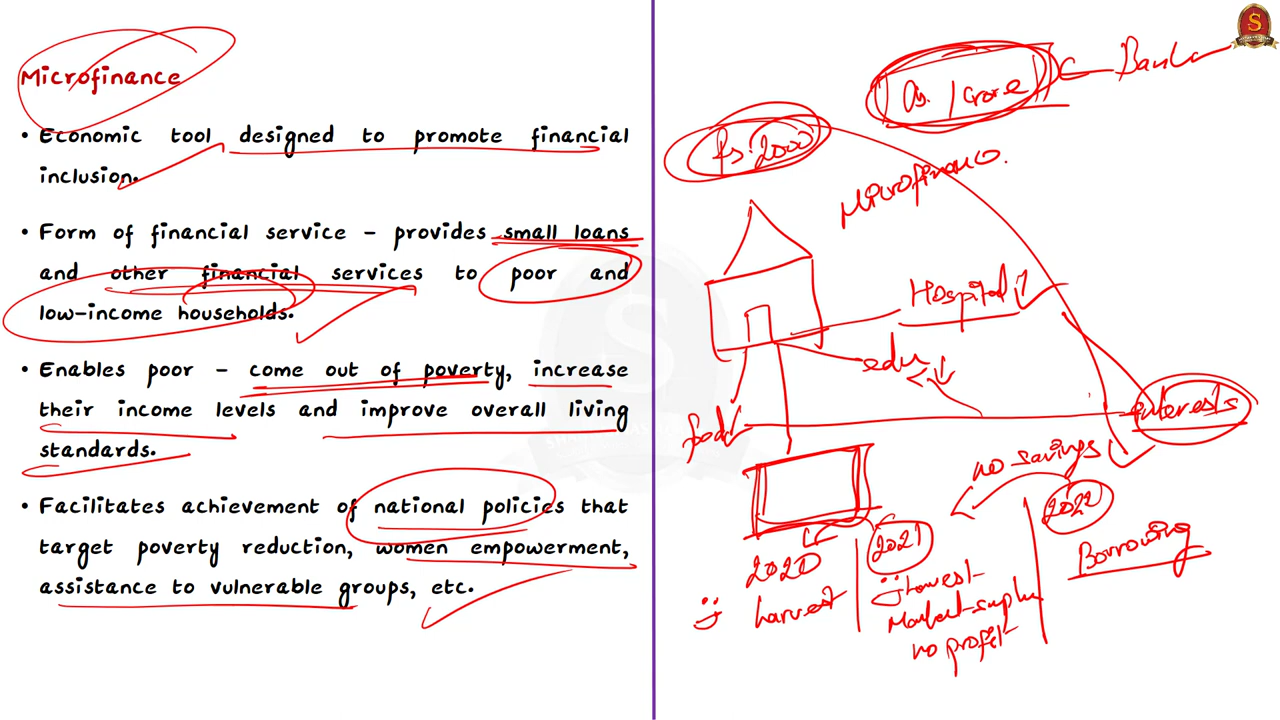 Microfinance
• Economic tool designed to promote financial
inclusion.
• Form of financial service – provides small loans
and other financial services to poor and
low-income households.
• Enables poor – come out of poverty, increase
their income levels and improve overall living
standards.
• Facilitates achievement of national policies that
target poverty reduction, women empowerment,
assistance to vulnerable groups, etc.
Rs. 1 crore
Bank
Rs. 2000
Microfinance.
Hospital
edu
food
interests
no savings
2020
harvest
2021
Market-surplu
no profit
2022
Borrowing
S